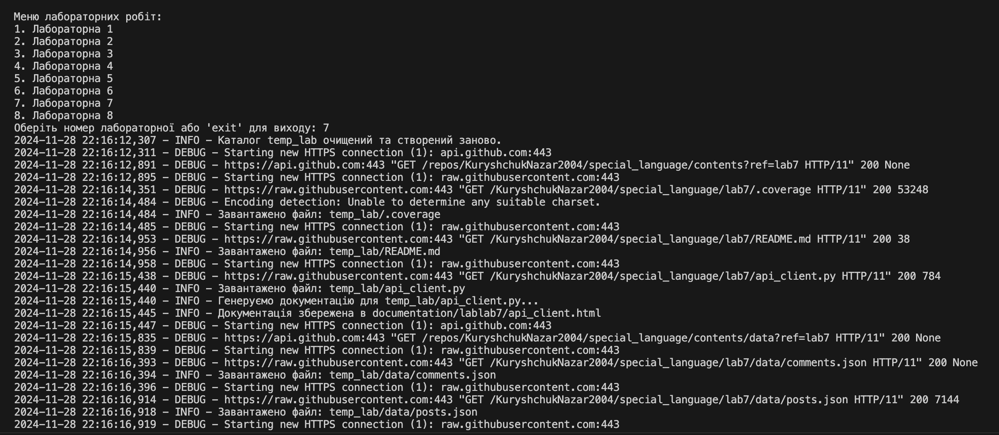 Меню лабораторних робіт:
1. Лабораторна 1
2. Лабораторна 2
3. Лабораторна 3
4. Лабораторна 4
5. Лабораторна 5
6. Лабораторна 6
7. Лабораторна 7
8. Лабораторна 8
Оберіть номер лабораторної або 'exit' для виходу: 7
2024-11-28 22:16:12,307 - INFO - Каталог temp_lab очищений та створений заново.
2024-11-28 22:16:12,311 - DEBUG - Starting new HTTPS connection (1): api.github.com:443
2024-11-28 22:16:12,891 - DEBUG - https://api.github.com:443 "GET /repos/KuryshchukNazar2004/special_language/contents?ref=lab7 HTTP/11" 200 None
2024-11-28 22:16:12,895 - DEBUG - Starting new HTTPS connection (1): raw.githubusercontent.com:443
2024-11-28 22:16:14,351 - DEBUG - https://raw.githubusercontent.com:443 "GET /KuryshchukNazar2004/special_language/lab7/.coverage HTTP/11" 200 53248
2024-11-28 22:16:14,484 - DEBUG - Encoding detection: Unable to determine any suitable charset.
2024-11-28 22:16:14,484 - INFO - Завантажено файл: temp_lab/.coverage
2024-11-28 22:16:14,485 - DEBUG - Starting new HTTPS connection (1): raw.githubusercontent.com:443
2024-11-28 22:16:14,953 - DEBUG - https://raw.githubusercontent.com:443 "GET /KuryshchukNazar2004/special_language/lab7/README.md HTTP/11" 200 38
2024-11-28 22:16:14,956 - INFO - Завантажено файл: temp_lab/README.md
2024-11-28 22:16:14,958 - DEBUG - Starting new HTTPS connection (1): raw.githubusercontent.com:443
2024-11-28 22:16:15,438 - DEBUG - https://raw.githubusercontent.com:443 "GET /KuryshchukNazar2004/special_language/lab7/api_client.py HTTP/11" 200 784
2024-11-28 22:16:15,440 - INFO - Завантажено файл: temp_lab/api_client.py
2024-11-28 22:16:15,440 - INFO - Генеруємо документацію для temp_lab/api_client.py...
2024-11-28 22:16:15,445 - INFO - Документація збережена в documentation/lablab7/api_client.html
2024-11-28 22:16:15,447 - DEBUG - Starting new HTTPS connection (1): api.github.com:443
2024-11-28 22:16:15,835 - DEBUG - https://api.github.com:443 "GET /repos/KuryshchukNazar2004/special_language/contents/data?ref=lab7 HTTP/11" 200 None
2024-11-28 22:16:15,839 - DEBUG - Starting new HTTPS connection (1): raw.githubusercontent.com:443
2024-11-28 22:16:16,393 - DEBUG - https://raw.githubusercontent.com:443 "GET /KuryshchukNazar2004/special_language/lab7/data/comments.json HTTP/11" 200 None
2024-11-28 22:16:16,394 - INFO - Завантажено файл: temp_lab/data/comments.json
2024-11-28 22:16:16,396 - DEBUG - Starting new HTTPS connection (1): raw.githubusercontent.com:443
2024-11-28 22:16:16,914 - DEBUG - https://raw.githubusercontent.com:443 "GET /KuryshchukNazar2004/special_language/lab7/data/posts.json HTTP/11" 200 7144
2024-11-28 22:16:16,918 - INFO - Завантажено файл: temp_lab/data/posts.json
2024-11-28 22:16:16,919 - DEBUG - Starting new HTTPS connection (1): raw.githubusercontent.com:443